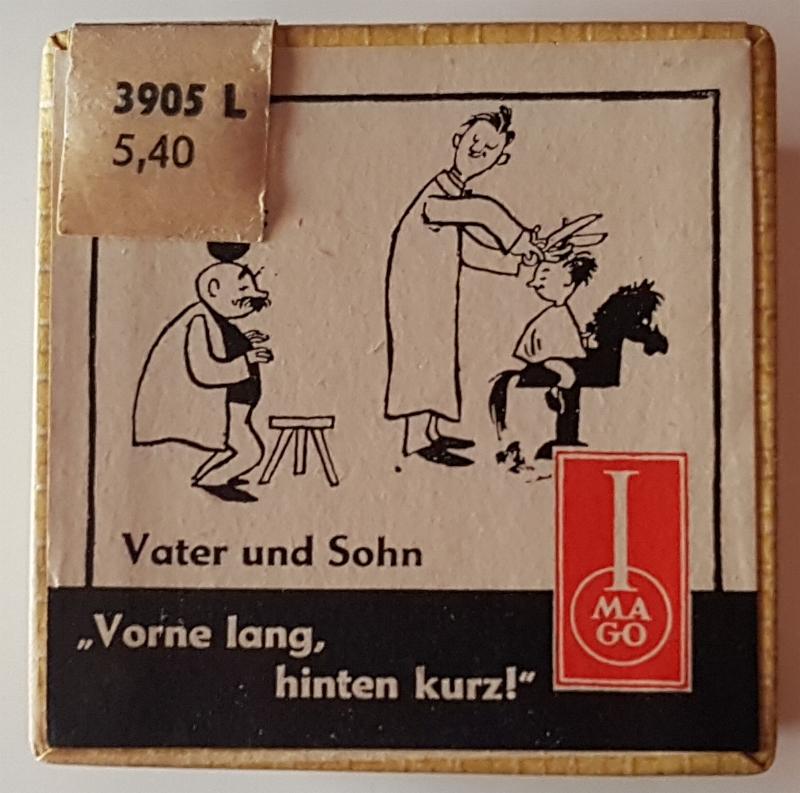 3905 L
5,40
Vater und Sohn
„Vorne lang,
hinten kurz!“
I
MA
GO